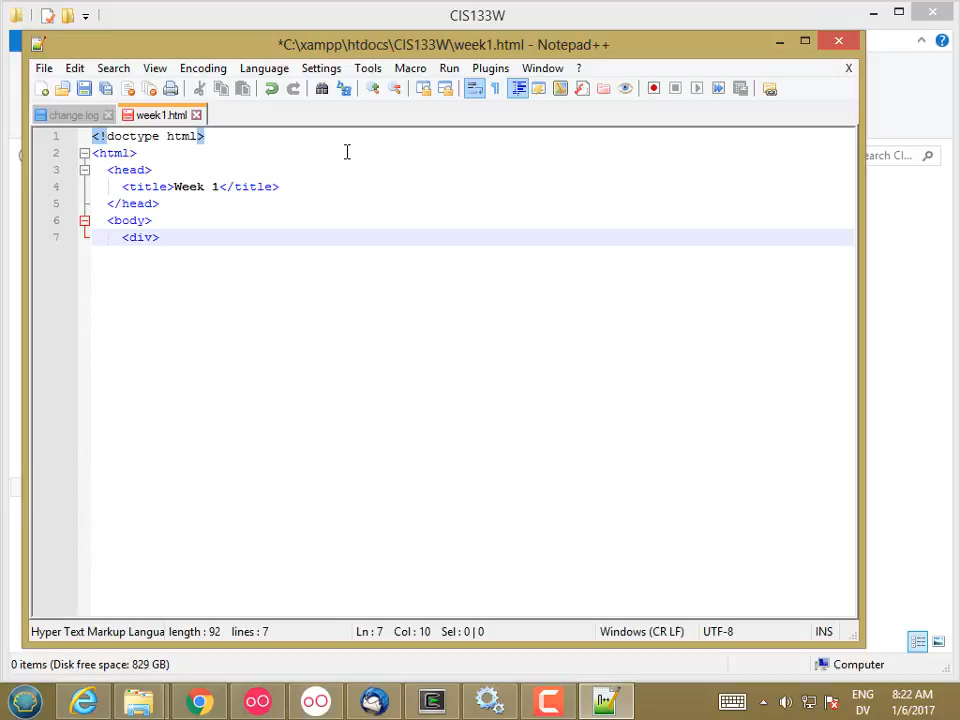 CIS133W
*C:\xampp\htdocs\CIS133W\week1.html - Notepad++
File Edit Search View Encoding Language Settings Tools Macro Run Plugins Window ? X
change.log week1.html
earch Cl...
1 <!doctype html>
2 <html>
3 <head>
4 <title>Week 1</title>
5 </head>
6 <body>
7 <div>
Hyper Text Markup Langua length : 92 lines : 7 Ln : 7 Col : 10 Sel : 0 | 0 Windows (CR LF) UTF-8 INS
0 items (Disk free space: 829 GB) Computer
ENG 8:22 AM
DV 1/6/2017